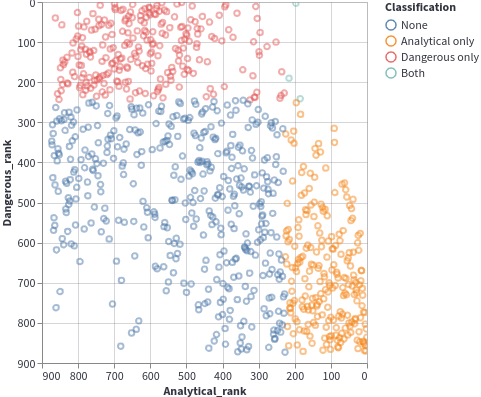 Classification
None
Analytical only
Dangerous only
Both
Dangerous_rank
0
100
200
300
400
500
600
700
800
900
900 800 700 600 500 400 300 200 100 0
Analytical_rank